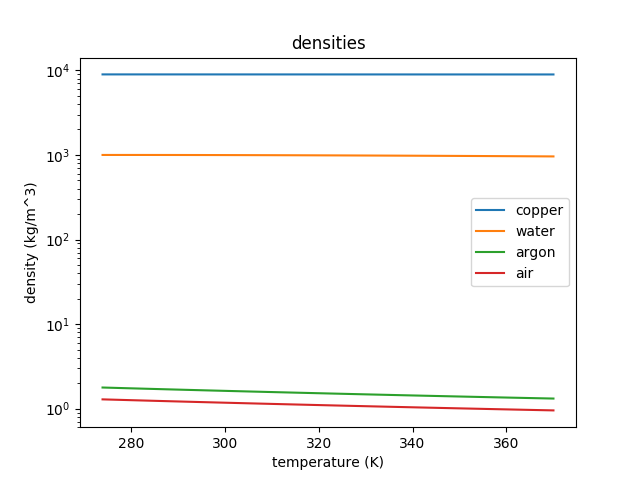 densities
density (kg/m^3)
10^4
10^3
10^2
10^1
10^0
copper
water
argon
air
280 300 320 340 360
temperature (K)